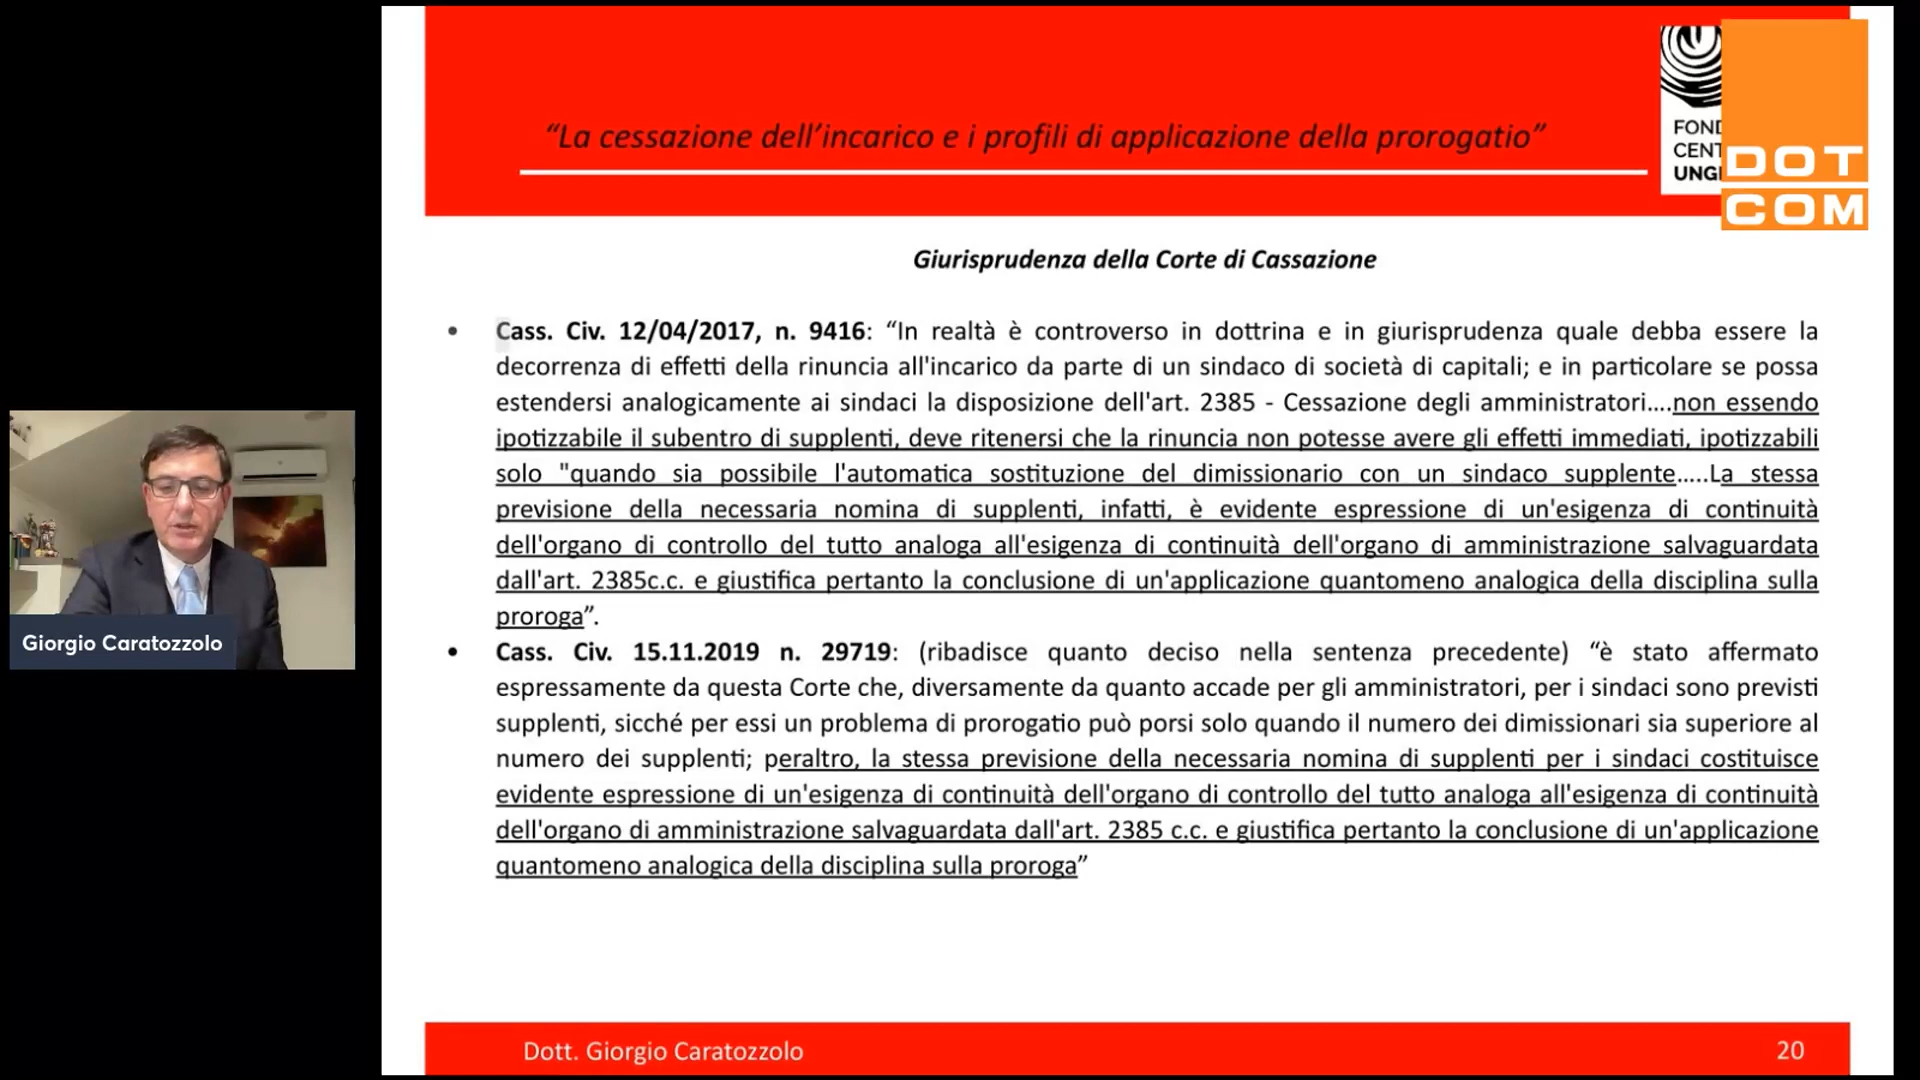 “La cessazione dell’incarico e i profili di applicazione della prorogatio”
FOND
CENT
UNGI
DOT
COM
Giurisprudenza della Corte di Cassazione
• Cass. Civ. 12/04/2017, n. 9416: “In realtà è controverso in dottrina e in giurisprudenza quale debba essere la
decorrenza di effetti della rinuncia all'incarico da parte di un sindaco di società di capitali; e in particolare se possa
estendersi analogicamente ai sindaci la disposizione dell'art. 2385 - Cessazione degli amministratori….non essendo
ipotizzabile il subentro di supplenti, deve ritenersi che la rinuncia non potesse avere gli effetti immediati, ipotizzabili
solo "quando sia possibile l'automatica sostituzione del dimissionario con un sindaco supplente…..La stessa
previsione della necessaria nomina di supplenti, infatti, è evidente espressione di un'esigenza di continuità
dell'organo di controllo del tutto analoga all'esigenza di continuità dell'organo di amministrazione salvaguardata
dall'art. 2385c.c. e giustifica pertanto la conclusione di un'applicazione quantomeno analogica della disciplina sulla
proroga”.
• Cass. Civ. 15.11.2019 n. 29719: (ribadisce quanto deciso nella sentenza precedente) “è stato affermato
espressamente da questa Corte che, diversamente da quanto accade per gli amministratori, per i sindaci sono previsti
supplenti, sicché per essi un problema di prorogatio può porsi solo quando il numero dei dimissionari sia superiore al
numero dei supplenti; peraltro, la stessa previsione della necessaria nomina di supplenti per i sindaci costituisce
evidente espressione di un'esigenza di continuità dell'organo di controllo del tutto analoga all'esigenza di continuità
dell'organo di amministrazione salvaguardata dall'art. 2385 c.c. e giustifica pertanto la conclusione di un'applicazione
quantomeno analogica della disciplina sulla proroga”
Giorgio Caratozzolo
Dott. Giorgio Caratozzolo
20